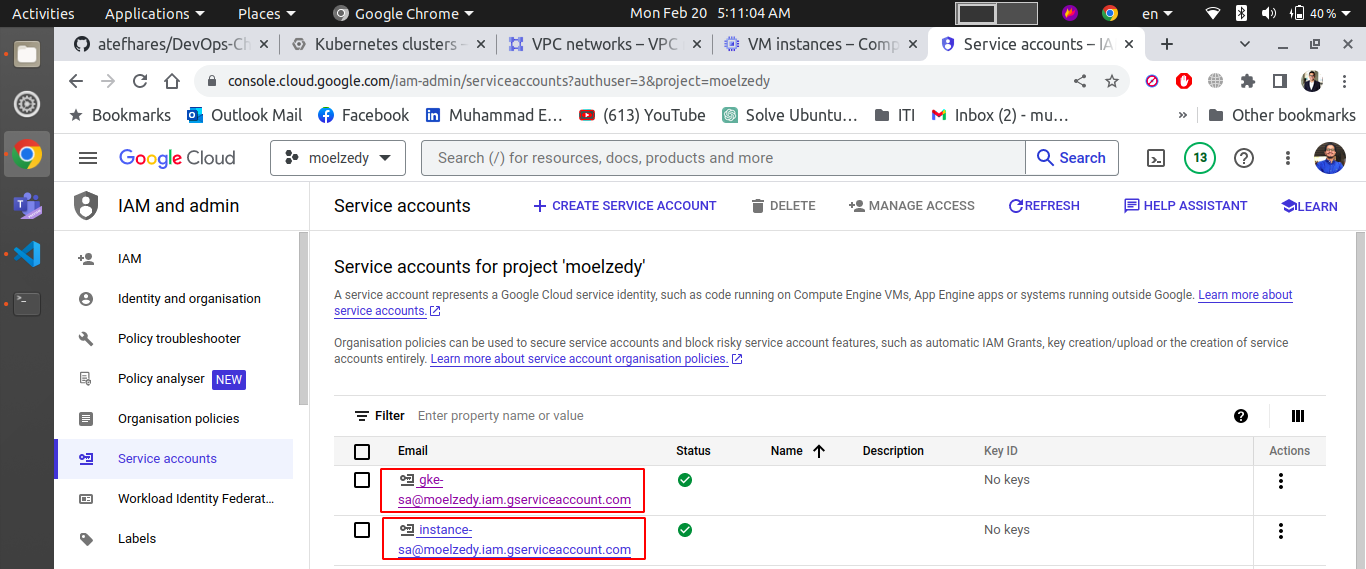 Activities Applications Places Google Chrome Mon Feb 20 5:11:04 AM en 40 %
atefhares/DevOps-Ch Kubernetes clusters – VPC networks – VPC VM instances – Comp Service accounts – IA
console.cloud.google.com/iam-admin/serviceaccounts?authuser=3&project=moelzedy
Bookmarks Outlook Mail Facebook Muhammad E... (613) YouTube Solve Ubuntu... ITI Inbox (2) - mu... » Other bookmarks
Google Cloud moelzedy Search (/) for resources, docs, products and more Search 13
IAM and admin
Service accounts CREATE SERVICE ACCOUNT DELETE MANAGE ACCESS REFRESH HELP ASSISTANT LEARN
IAM
Identity and organisation
Policy troubleshooter
Policy analyser NEW
Organisation policies
Service accounts
Workload Identity Federat...
Labels
Service accounts for project 'moelzedy'
A service account represents a Google Cloud service identity, such as code running on Compute Engine VMs, App Engine apps or systems running outside Google. Learn more about
service accounts.
Organisation policies can be used to secure service accounts and block risky service account features, such as automatic IAM Grants, key creation/upload or the creation of service
accounts entirely. Learn more about service account organisation policies.
Filter Enter property name or value
Email Status Name Description Key ID Actions
gke-
sa@moelzedy.iam.gserviceaccount.com No keys
instance-
sa@moelzedy.iam.gserviceaccount.com No keys